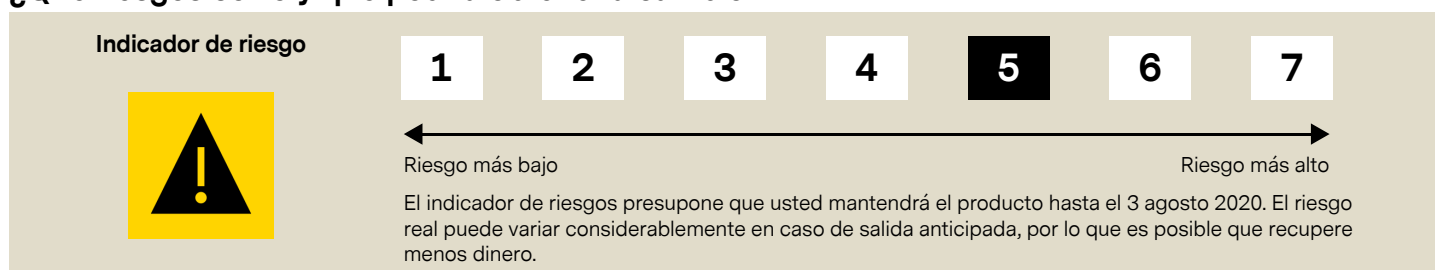 Indicador de riesgo
1 2 3 4 5 6 7
Riesgo más bajo Riesgo más alto
El indicador de riesgos presupone que usted mantendrá el producto hasta el 3 agosto 2020. El riesgo
real puede variar considerablemente en caso de salida anticipada, por lo que es posible que recupere
menos dinero.